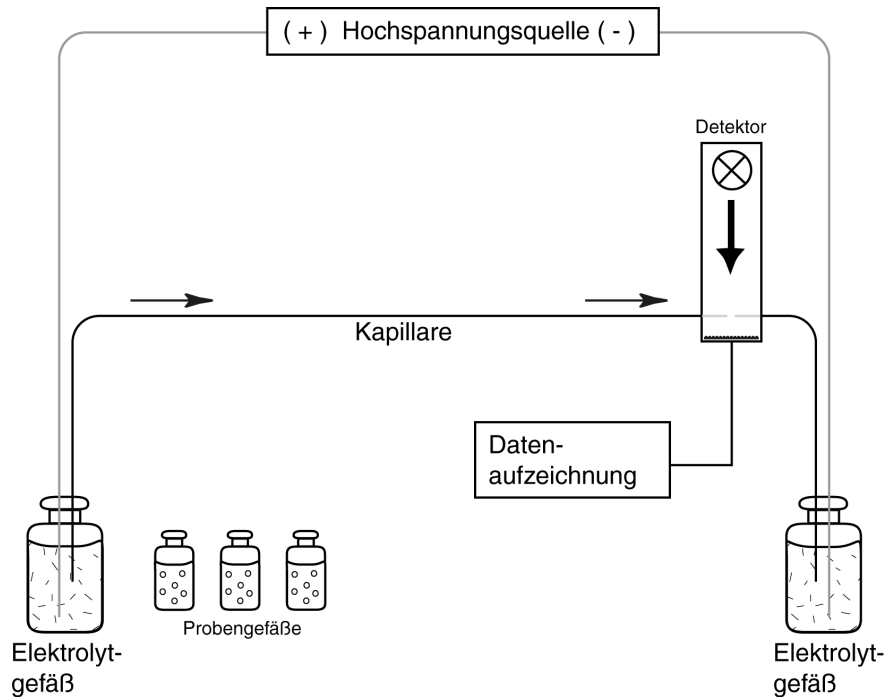 ( + ) Hochspannungsquelle ( - )
Detektor
Kapillare
Daten-
aufzeichnung
Probengefäße
Elektrolyt-
gefäß
Elektrolyt-
gefäß